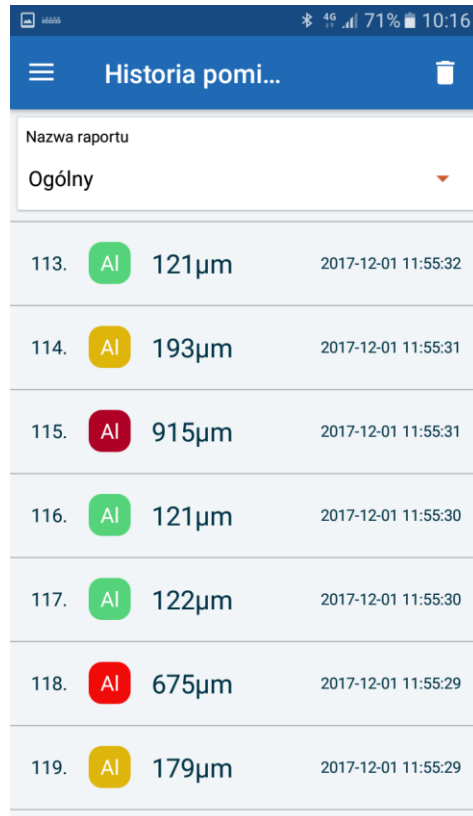 4G 71% 10:16
Historia pomi...
Nazwa raportu
Ogólny
113. Al 121µm 2017-12-01 11:55:32
114. Al 193µm 2017-12-01 11:55:31
115. Al 915µm 2017-12-01 11:55:31
116. Al 121µm 2017-12-01 11:55:30
117. Al 122µm 2017-12-01 11:55:30
118. Al 675µm 2017-12-01 11:55:29
119. Al 179µm 2017-12-01 11:55:29